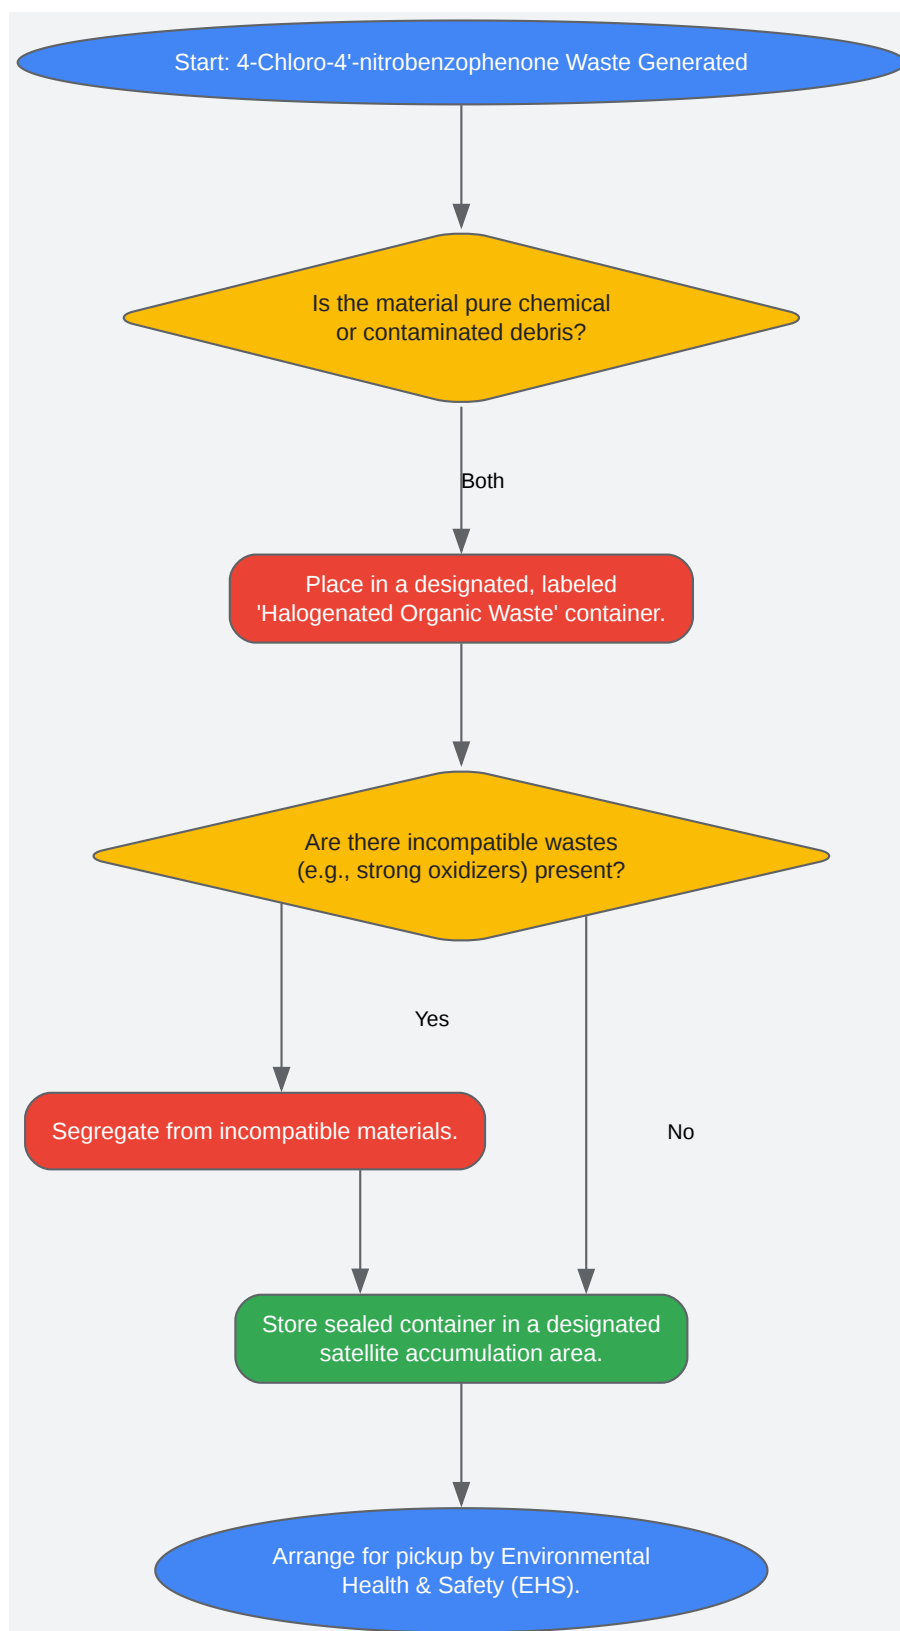 Start: 4-Chloro-4'-nitrobenzophenone Waste Generated
Is the material pure chemical
or contaminated debris?
Both
Place in a designated, labeled
'Halogenated Organic Waste' container.
Are there incompatible wastes
(e.g., strong oxidizers) present?
Yes
Segregate from incompatible materials.
No
Store sealed container in a designated
satellite accumulation area.
Arrange for pickup by Environmental
Health & Safety (EHS).